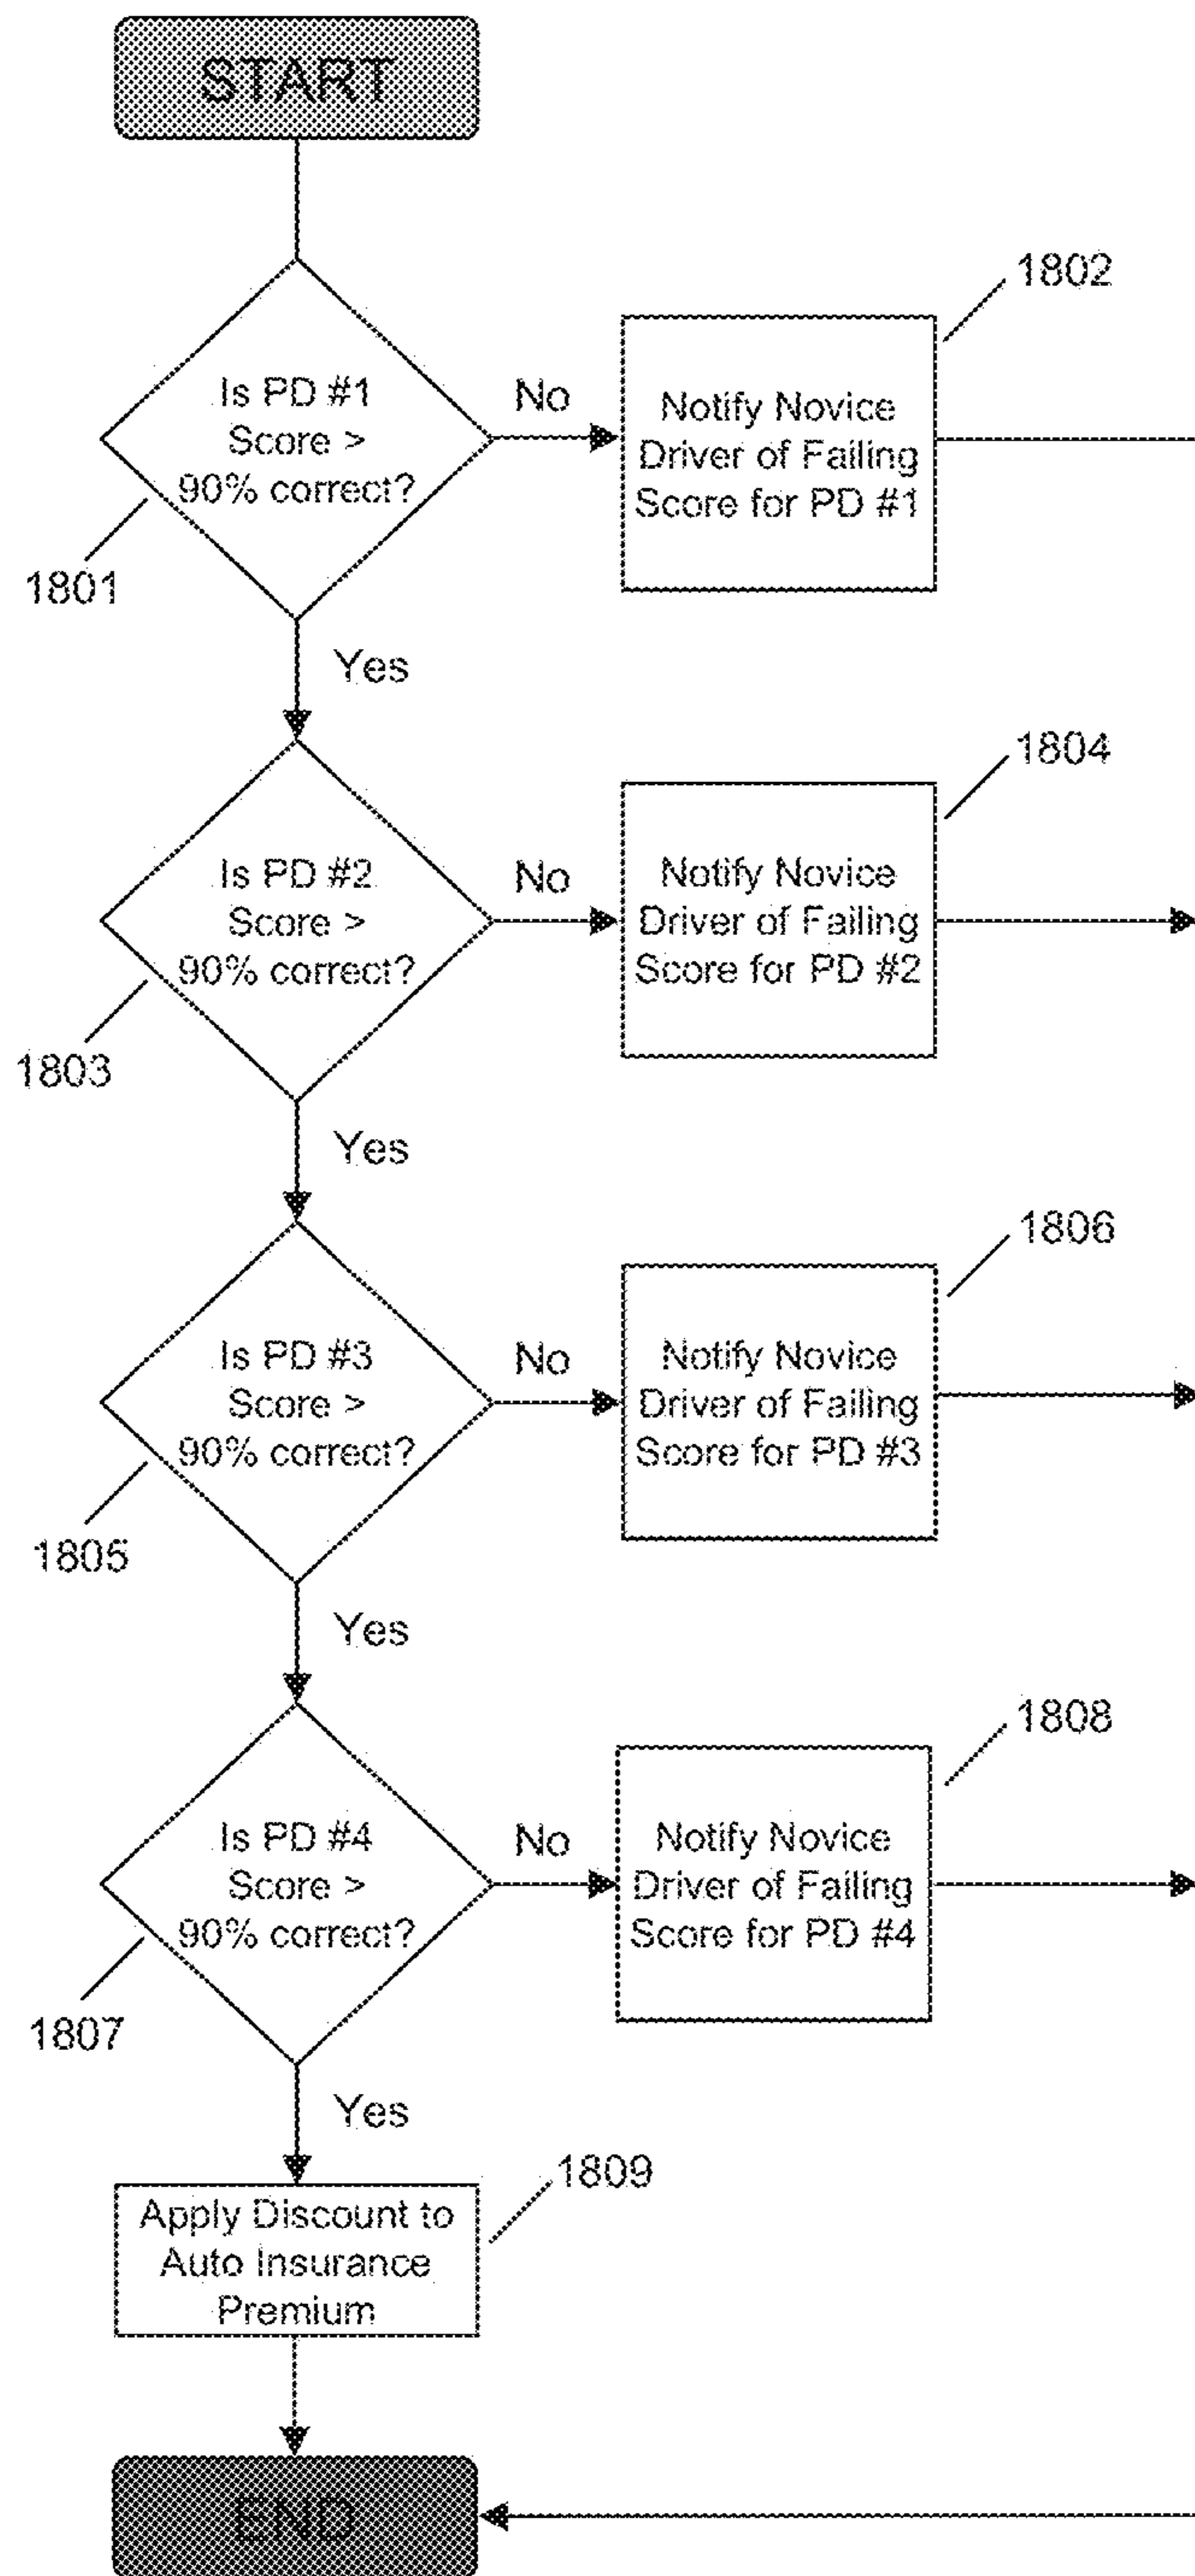 START
1802
Is PD #1
Score >
90% correct?
No
Notify Novice
Driver of Failing
Score for PD #1
1801
Yes
1804
Is PD #2
Score >
90% correct?
No
Notify Novice
Driver of Failing
Score for PD #2
1803
Yes
1806
Is PD #3
Score >
90% correct?
No
Notify Novice
Driver of Failing
Score for PD #3
1805
Yes
1808
Is PD #4
Score >
90% correct?
No
Notify Novice
Driver of Failing
Score for PD #4
1807
Yes
1809
Apply Discount to
Auto Insurance
Premium
END